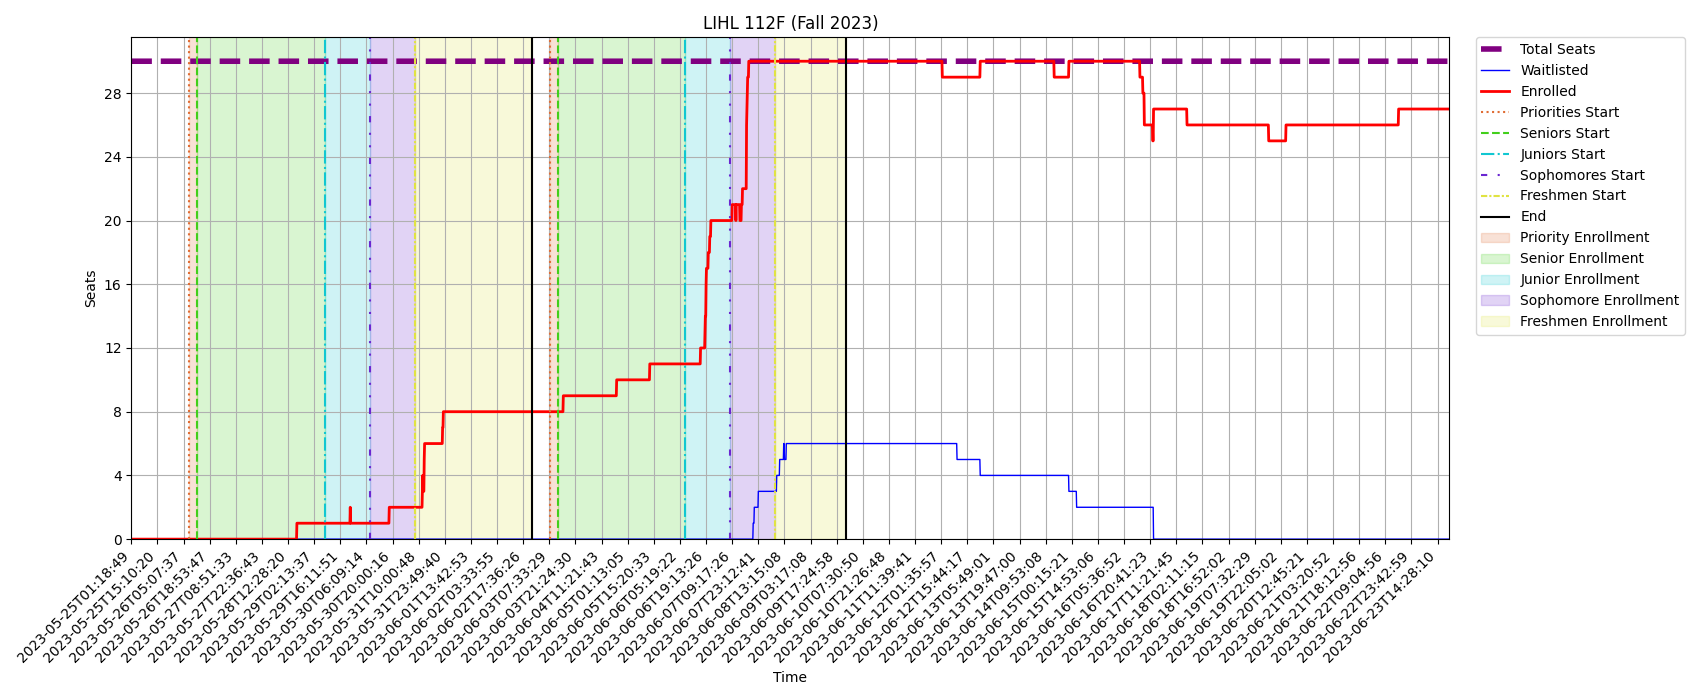 LIHL 112F (Fall 2023)
Total Seats
Waitlisted
Enrolled
Priorities Start
Seniors Start
Juniors Start
Sophomores Start
Freshmen Start
End
Priority Enrollment
Senior Enrollment
Junior Enrollment
Sophomore Enrollment
Freshmen Enrollment
Seats
28
24
20
16
12
8
4
0
2023-05-25T01:18:49
2023-05-25T15:10:20
2023-05-26T05:07:37
2023-05-26T18:53:47
2023-05-27T08:51:33
2023-05-27T22:36:43
2023-05-28T12:28:20
2023-05-29T02:13:37
2023-05-29T16:11:51
2023-05-30T06:09:14
2023-05-30T20:00:16
2023-05-31T10:00:48
2023-05-31T23:49:40
2023-06-01T13:42:53
2023-06-02T03:33:55
2023-06-02T17:36:26
2023-06-03T07:33:29
2023-06-03T21:24:30
2023-06-04T11:21:43
2023-06-05T01:13:05
2023-06-05T15:20:33
2023-06-06T05:19:22
2023-06-06T19:13:26
2023-06-07T09:17:26
2023-06-07T23:12:41
2023-06-08T13:15:08
2023-06-09T03:17:08
2023-06-09T17:24:58
2023-06-10T07:30:50
2023-06-10T21:26:48
2023-06-11T11:39:41
2023-06-12T01:35:57
2023-06-12T15:44:17
2023-06-13T05:49:01
2023-06-13T19:47:00
2023-06-14T09:53:08
2023-06-15T00:15:21
2023-06-15T14:53:06
2023-06-16T05:36:52
2023-06-16T20:41:23
2023-06-17T11:21:45
2023-06-18T02:11:15
2023-06-18T16:52:02
2023-06-19T07:32:29
2023-06-19T22:05:02
2023-06-20T12:45:21
2023-06-21T03:20:52
2023-06-21T18:12:56
2023-06-22T09:04:56
2023-06-22T23:42:59
2023-06-23T14:28:10
Time